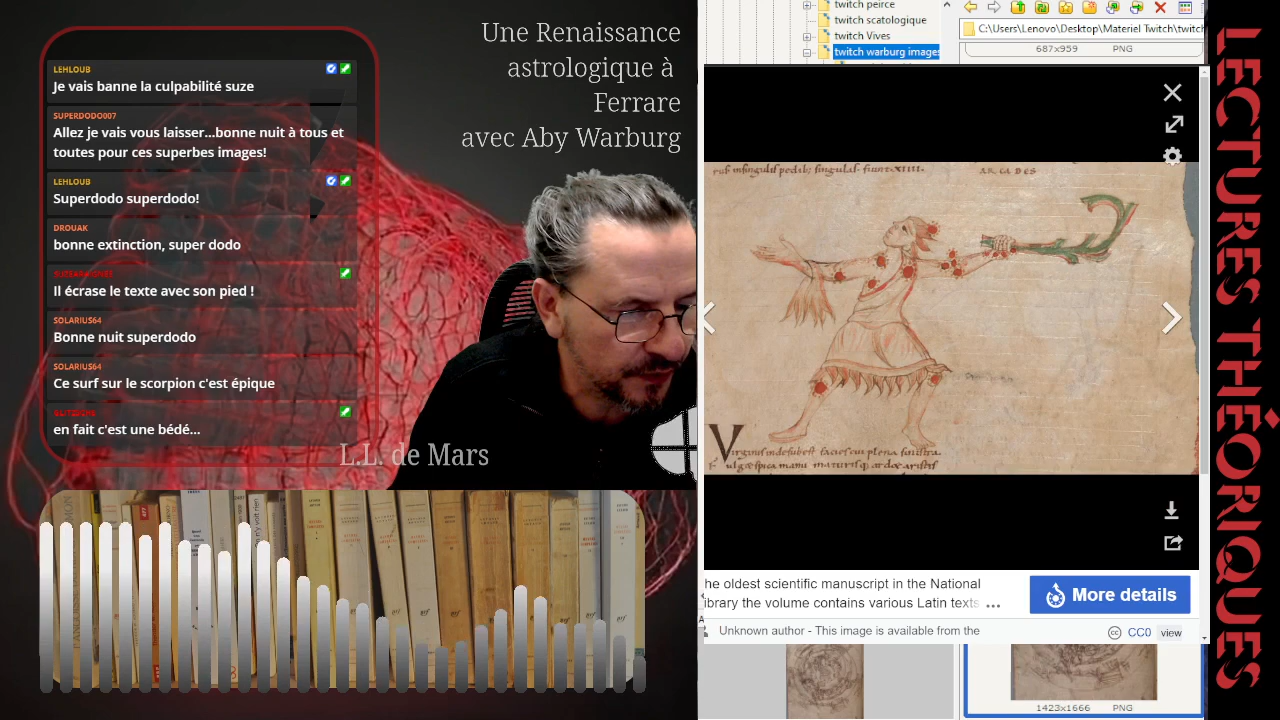 Une Renaissance
astrologique à
Ferrare
avec Aby Warburg
LEHLOUB
Je vais banne la culpabilité suze
SUPERDODO007
Allez je vais vous laisser...bonne nuit à tous et
toutes pour ces superbes images!
LEHLOUB
Superdodo superdodo!
DROUAK
bonne extinction, super dodo
Il écrase le texte avec son pied !
SOLARIUS64
Bonne nuit superdodo
SOLARIUS64
Ce surf sur le scorpion c'est épique
en fait c'est une bédé...
L.L. de Mars
twitch peirce
twitch scatologique
twitch Vives
twitch warburg images
C:\Users\Lenovo\Desktop\Materiel Twitch\twitch
687x959 PNG
he oldest scientific manuscript in the National
ibrary the volume contains various Latin texts
...
More details
Unknown author - This image is available from the
cc CC0 view
1423x1666 PNG
LECTURES THÉORIQUES